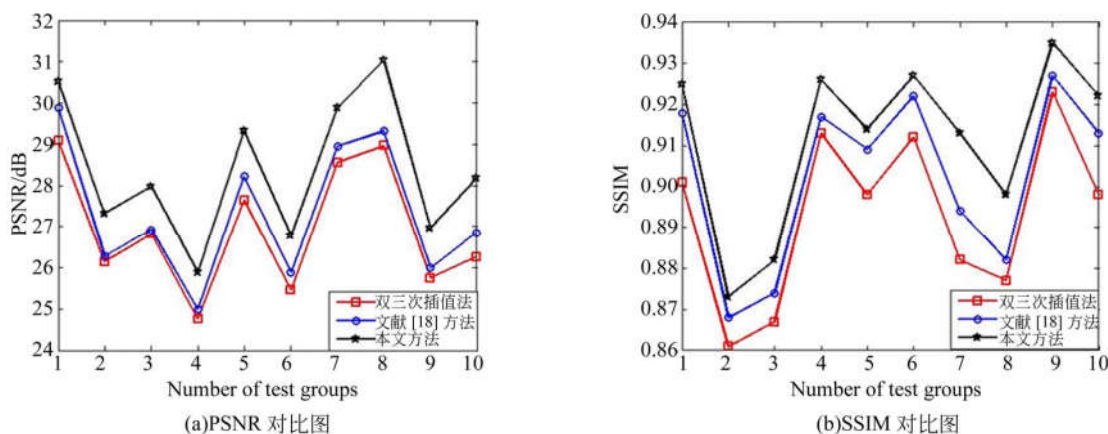 32
31
30
29
28
27
26
25
24
PSNR/dB
1 2 3 4 5 6 7 8 9 10
Number of test groups
双三次插值法
文献 [18] 方法
本文方法
(a)PSNR 对比图
0.94
0.93
0.92
0.91
0.90
0.89
0.88
0.87
0.86
SSIM
1 2 3 4 5 6 7 8 9 10
Number of test groups
双三次插值法
文献 [18] 方法
本文方法
(b)SSIM 对比图